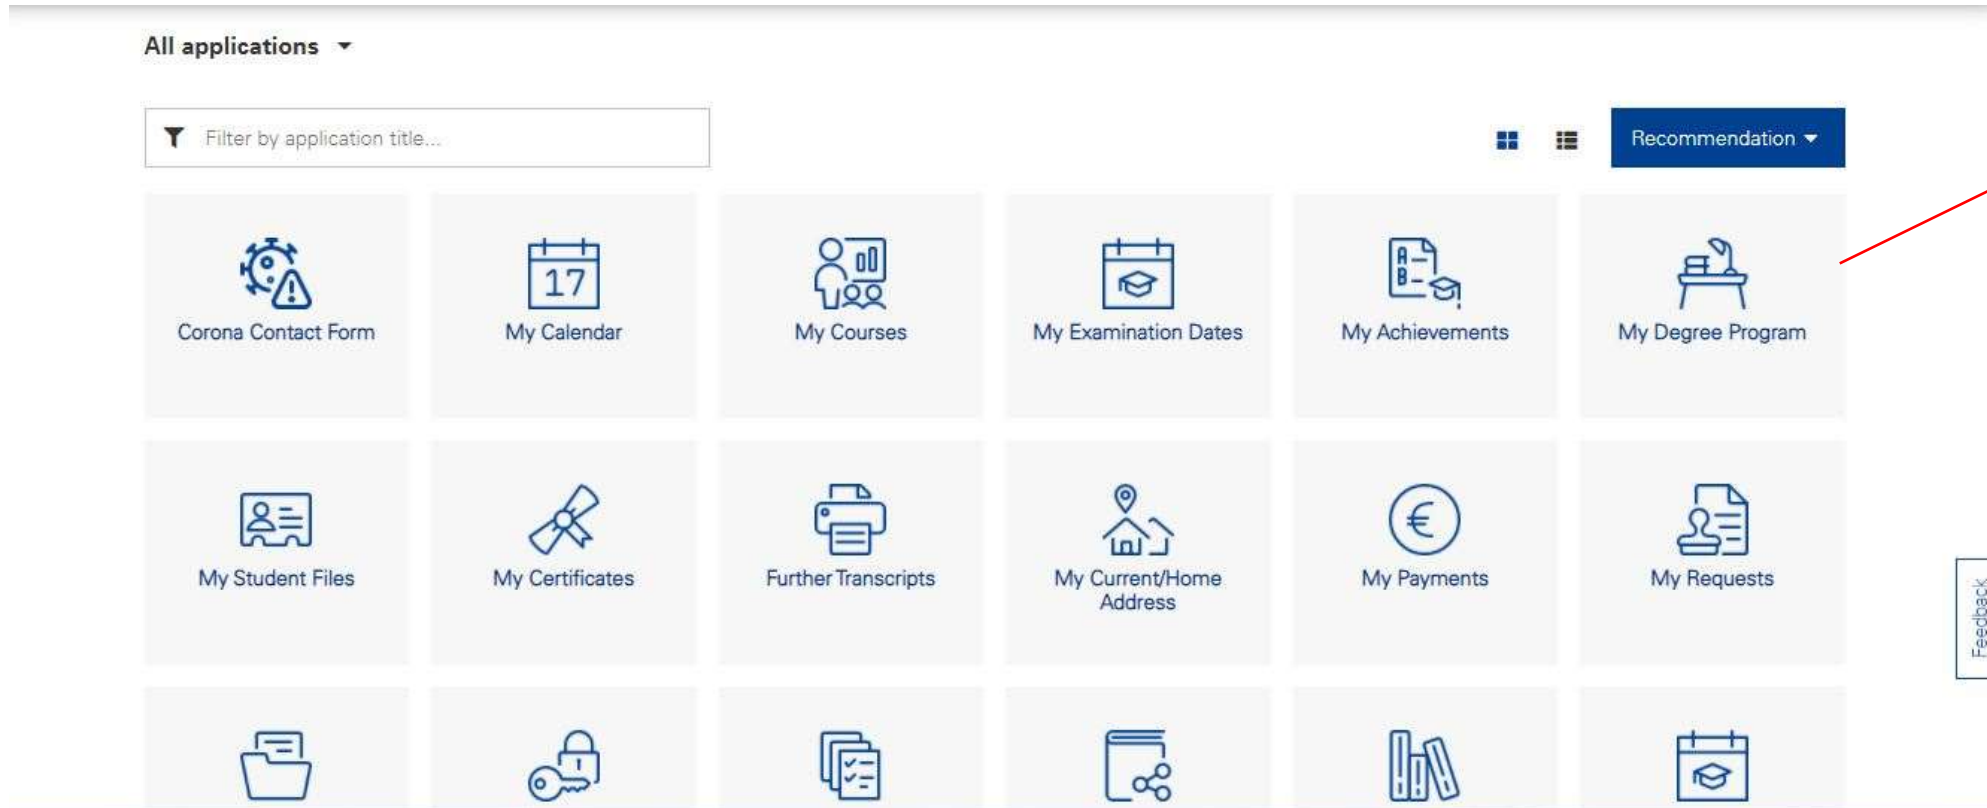 All applications
Filter by application title...
Recommendation
Corona Contact Form
17
My Calendar
My Courses
My Examination Dates
A
B
My Achievements
My Degree Program
My Student Files
My Certificates
Further Transcripts
My Current/Home
Address
€
My Payments
My Requests
Feedback